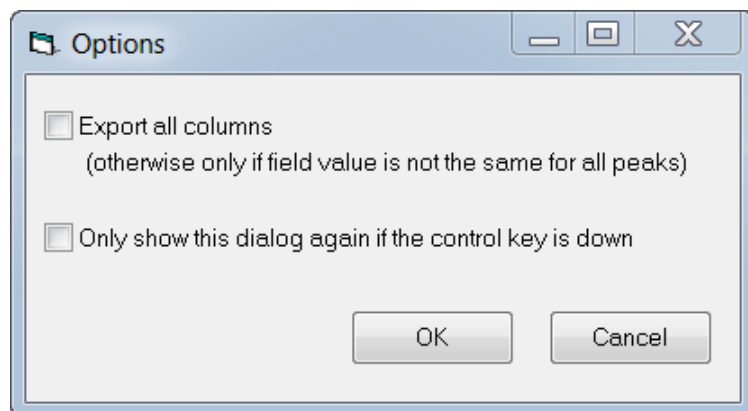 Options
Export all columns
(otherwise only if field value is not the same for all peaks)
Only show this dialog again if the control key is down
OK
Cancel